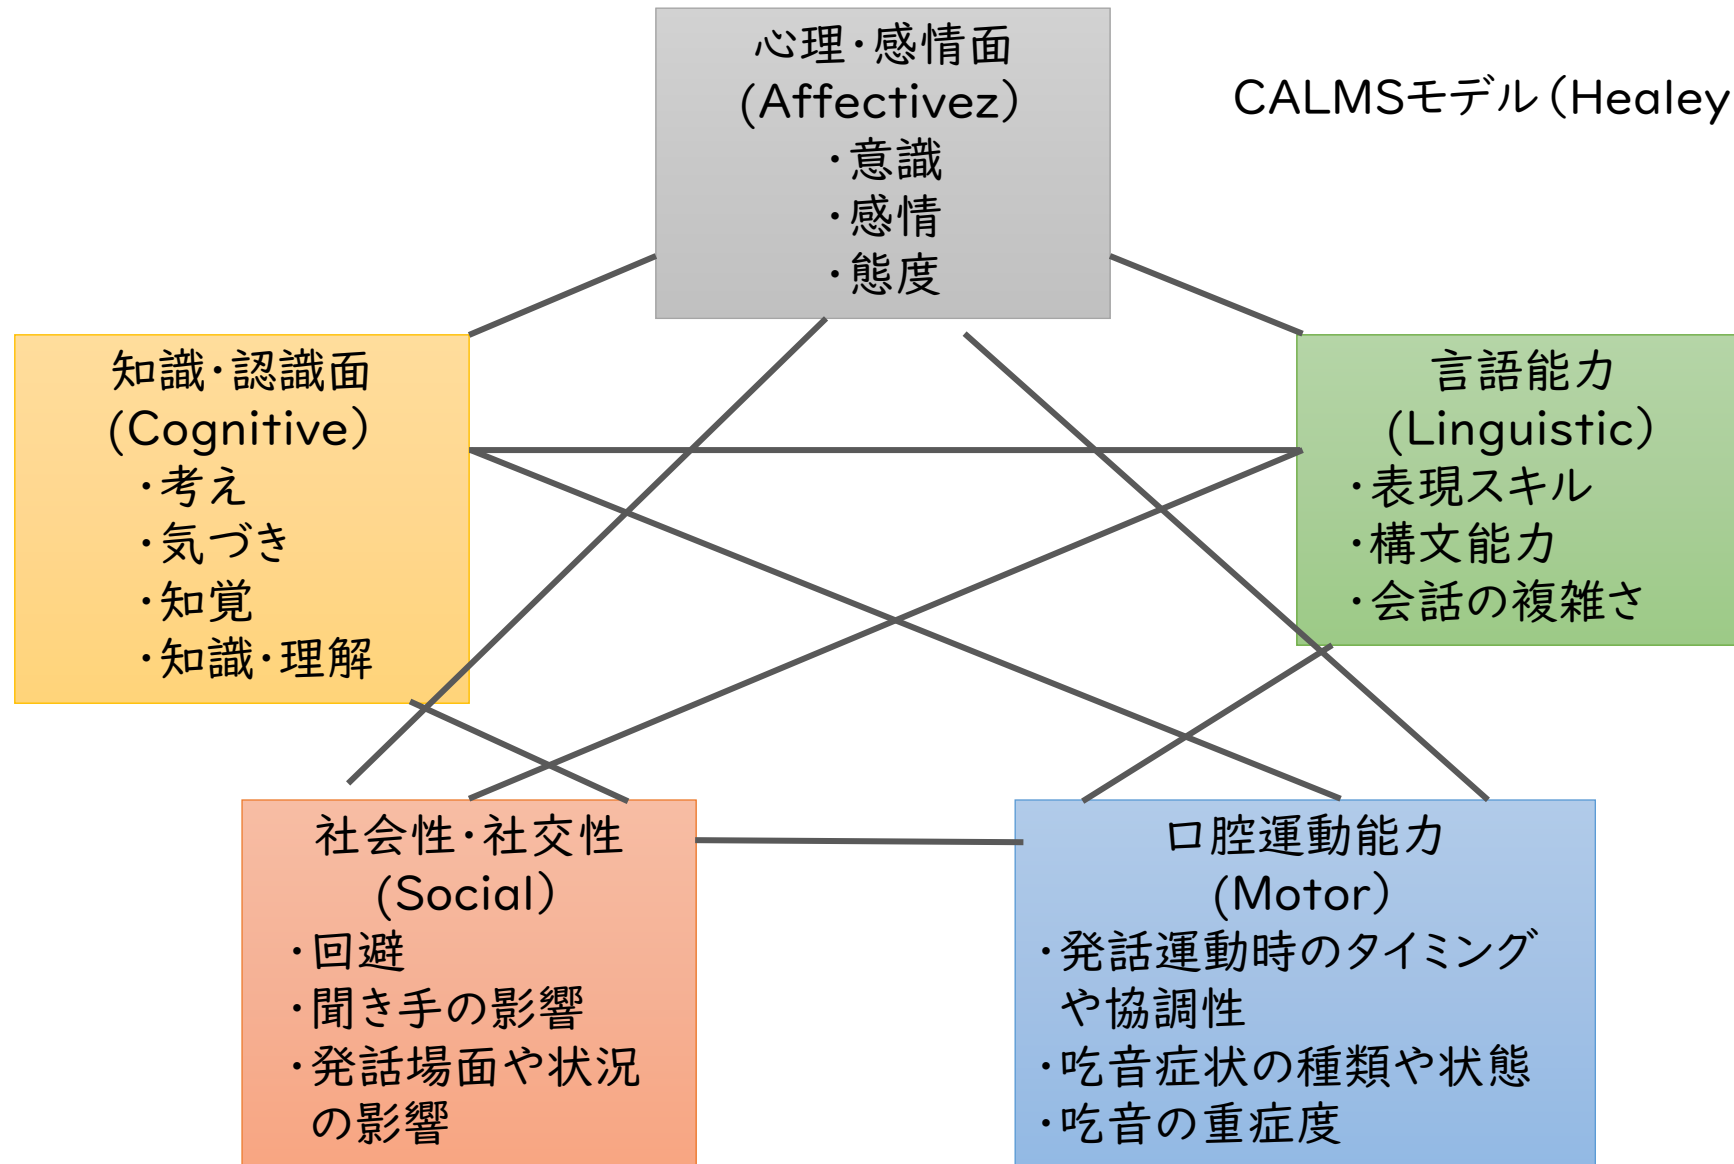 心理・感情面
(Affectivez)
・意識
・感情
・態度
CALMSモデル(Healey
知識・認識面
(Cognitive)
・考え
・気づき
・知覚
・知識・理解
言語能力
(Linguistic)
・表現スキル
・構文能力
・会話の複雑さ
社会性・社交性
(Social)
・回避
・聞き手の影響
・発話場面や状況
の影響
口腔運動能力
(Motor)
・発話運動時のタイミング
や協調性
・吃音症状の種類や状態
・吃音の重症度